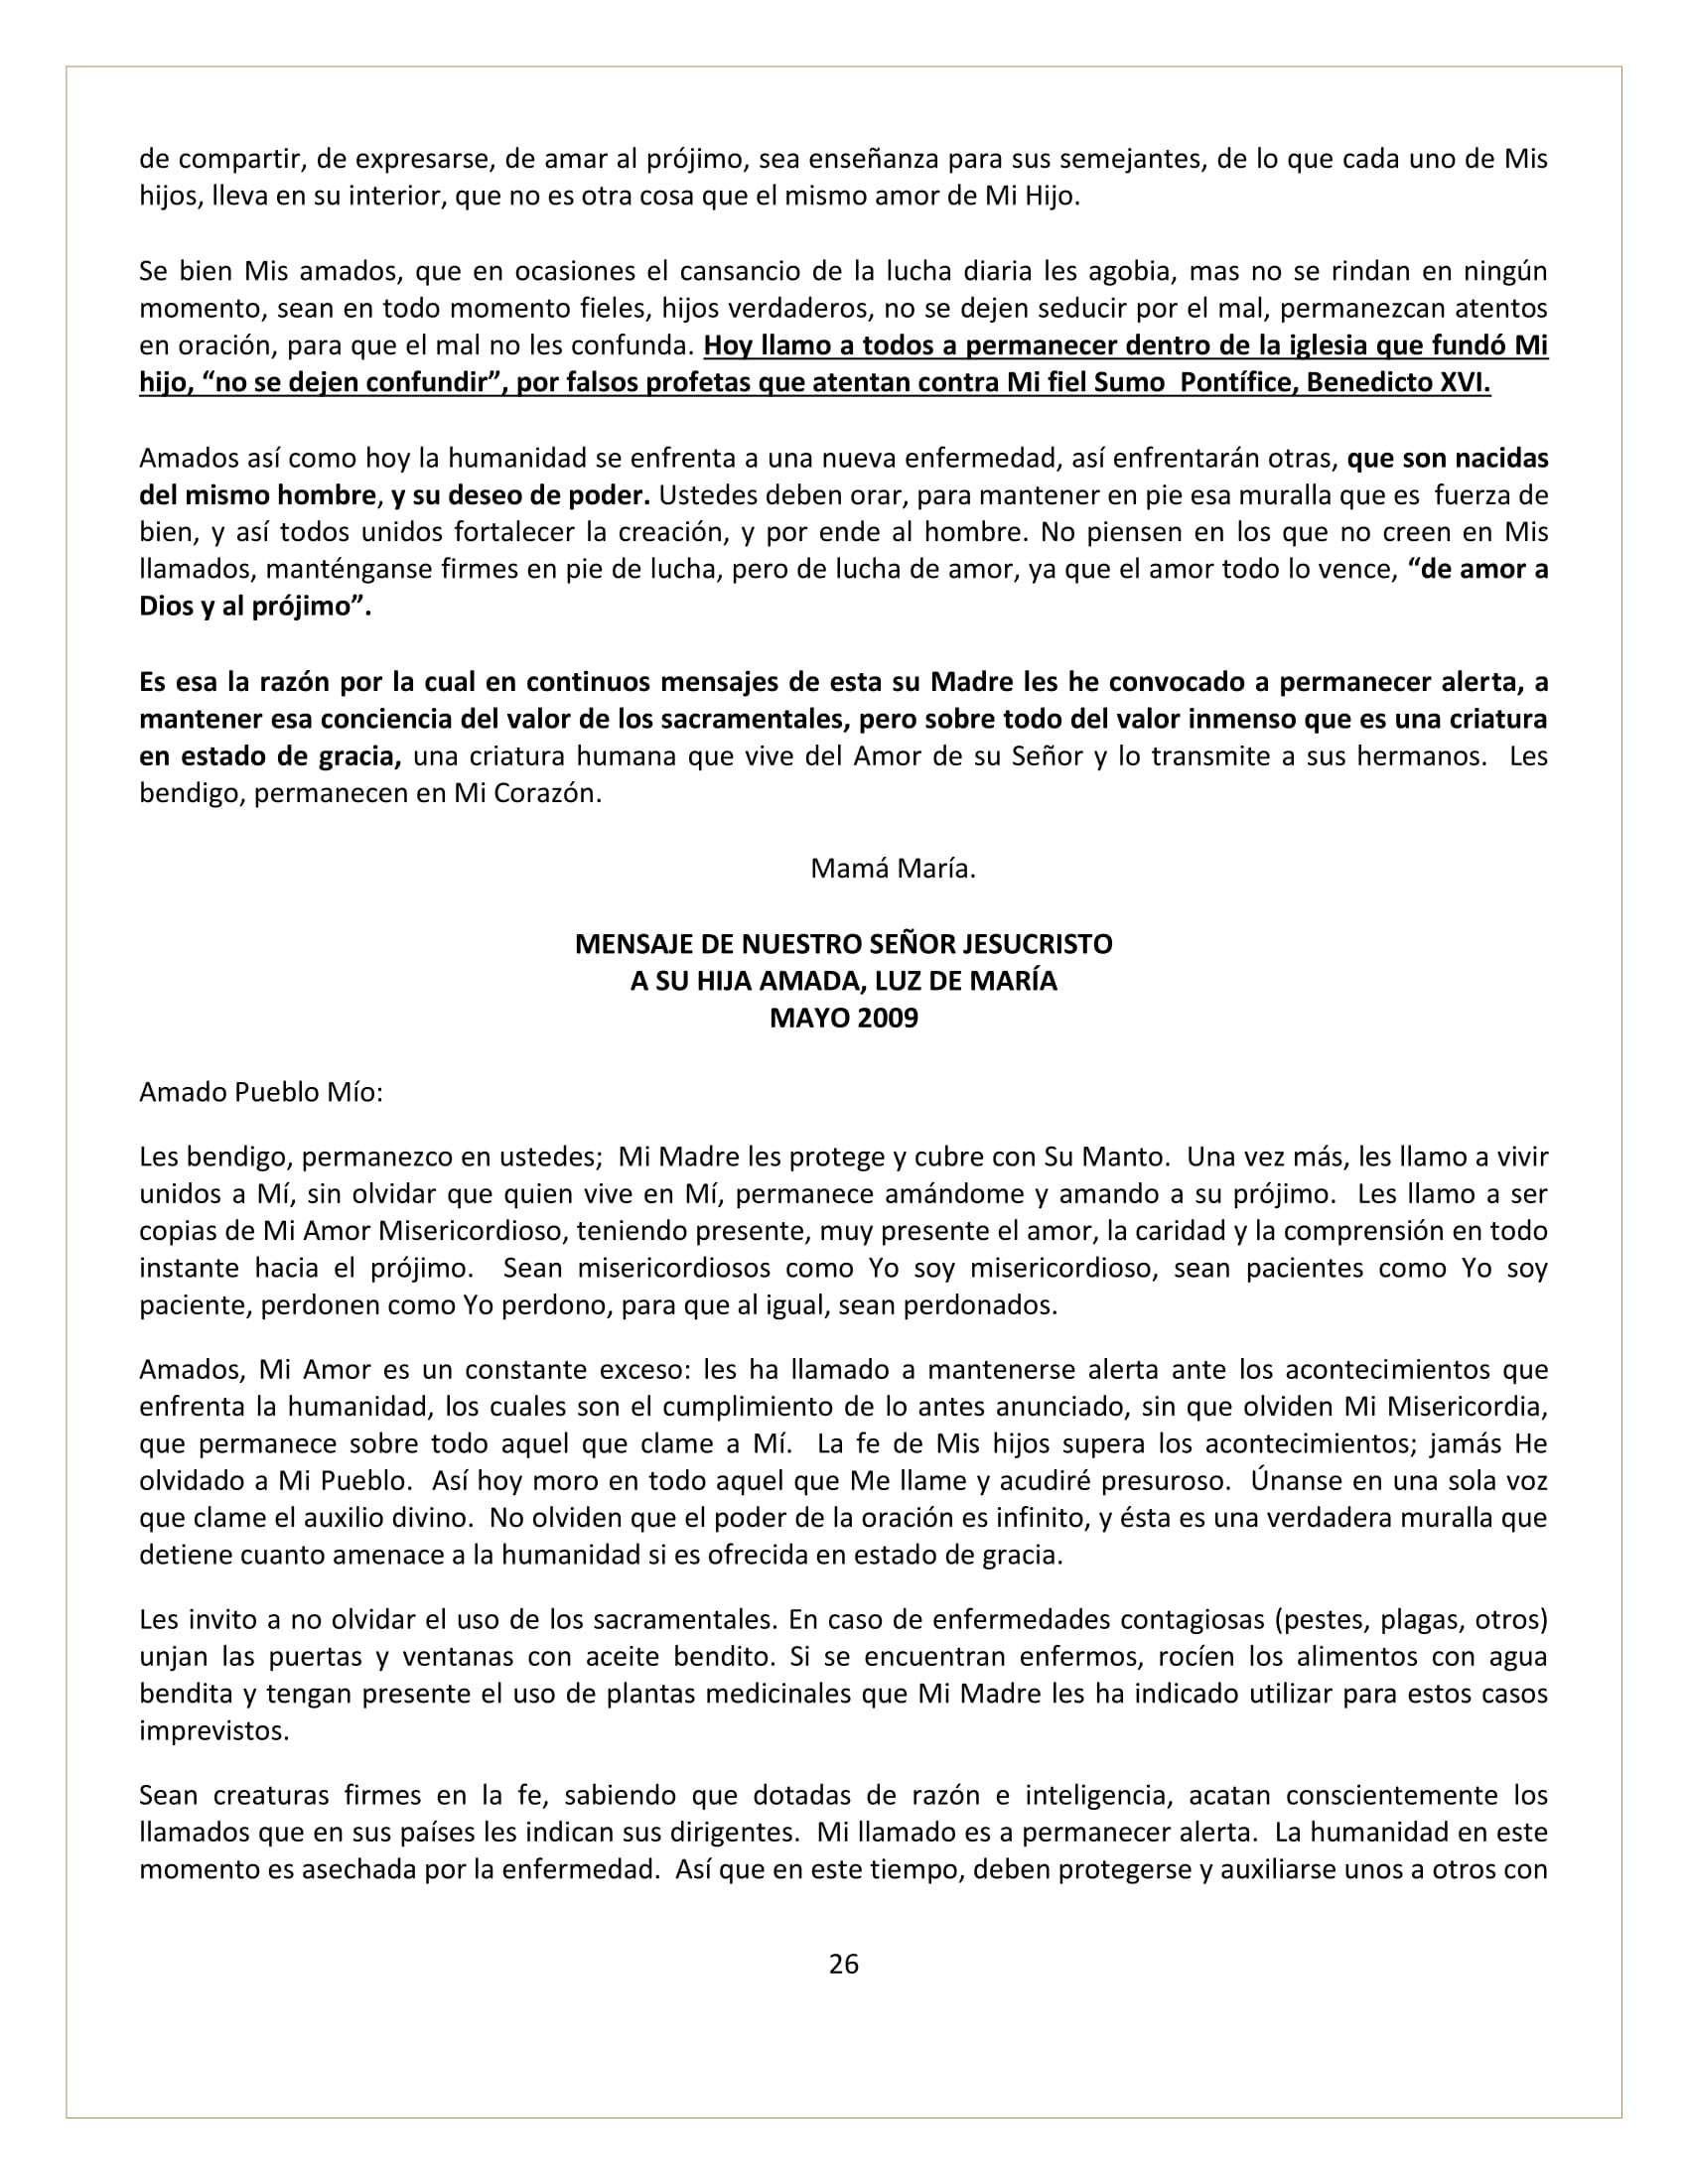 de compartir, de expresarse, de amar al prójimo, sea enseñanza para sus semejantes, de lo que cada uno de Mis
hijos, lleva en su interior, que no es otra cosa que el mismo amor de Mi Hijo.
Se bien Mis amados, que en ocasiones el cansancio de la lucha diaria les agobia, mas no se rindan en ningún
momento, sean en todo momento fieles, hijos verdaderos, no se dejen seducir por el mal, permanezcan atentos
en oración, para que el mal no les confunda. Hoy llamo a todos a permanecer dentro de la iglesia que fundó Mi
hijo, “no se dejen confundir”, por falsos profetas que atentan contra Mi fiel Sumo  Pontífice, Benedicto XVI.
Amados así como hoy la humanidad se enfrenta a una nueva enfermedad, así enfrentarán otras, que son nacidas
del mismo hombre, y su deseo de poder. Ustedes deben orar, para mantener en pie esa muralla que es  fuerza de
bien, y así todos unidos fortalecer la creación, y por ende al hombre. No piensen en los que no creen en Mis
llamados, manténganse firmes en pie de lucha, pero de lucha de amor, ya que el amor todo lo vence, “de amor a
Dios y al prójimo”.
Es esa la razón por la cual en continuos mensajes de esta su Madre les he convocado a permanecer alerta, a
mantener esa conciencia del valor de los sacramentales, pero sobre todo del valor inmenso que es una criatura
en estado de gracia, una criatura humana que vive del Amor de su Señor y lo transmite a sus hermanos.  Les
bendigo, permanecen en Mi Corazón.
Mamá María.
MENSAJE DE NUESTRO SEÑOR JESUCRISTO
A SU HIJA AMADA, LUZ DE MARÍA
MAYO 2009
Amado Pueblo Mío:
Les bendigo, permanezco en ustedes;  Mi Madre les protege y cubre con Su Manto.  Una vez más, les llamo a vivir
unidos a Mí, sin olvidar que quien vive en Mí, permanece amándome y amando a su prójimo.  Les llamo a ser
copias de Mi Amor Misericordioso, teniendo presente, muy presente el amor, la caridad y la comprensión en todo
instante hacia el prójimo.  Sean misericordiosos como Yo soy misericordioso, sean pacientes como Yo soy
paciente, perdonen como Yo perdono, para que al igual, sean perdonados.
Amados, Mi Amor es un constante exceso: les ha llamado a mantenerse alerta ante los acontecimientos que
enfrenta la humanidad, los cuales son el cumplimiento de lo antes anunciado, sin que olviden Mi Misericordia,
que permanece sobre todo aquel que clame a Mí.  La fe de Mis hijos supera los acontecimientos; jamás He
olvidado a Mi Pueblo.  Así hoy moro en todo aquel que Me llame y acudiré presuroso.  Únanse en una sola voz
que clame el auxilio divino.  No olviden que el poder de la oración es infinito, y ésta es una verdadera muralla que
detiene cuanto amenace a la humanidad si es ofrecida en estado de gracia.
Les invito a no olvidar el uso de los sacramentales. En caso de enfermedades contagiosas (pestes, plagas, otros)
unjan las puertas y ventanas con aceite bendito. Si se encuentran enfermos, rocíen los alimentos con agua
bendita y tengan presente el uso de plantas medicinales que Mi Madre les ha indicado utilizar para estos casos
imprevistos.
Sean creaturas firmes en la fe, sabiendo que dotadas de razón e inteligencia, acatan conscientemente los
llamados que en sus países les indican sus dirigentes.  Mi llamado es a permanecer alerta.  La humanidad en este
momento es asechada por la enfermedad.  Así que en este tiempo, deben protegerse y auxiliarse unos a otros con
26